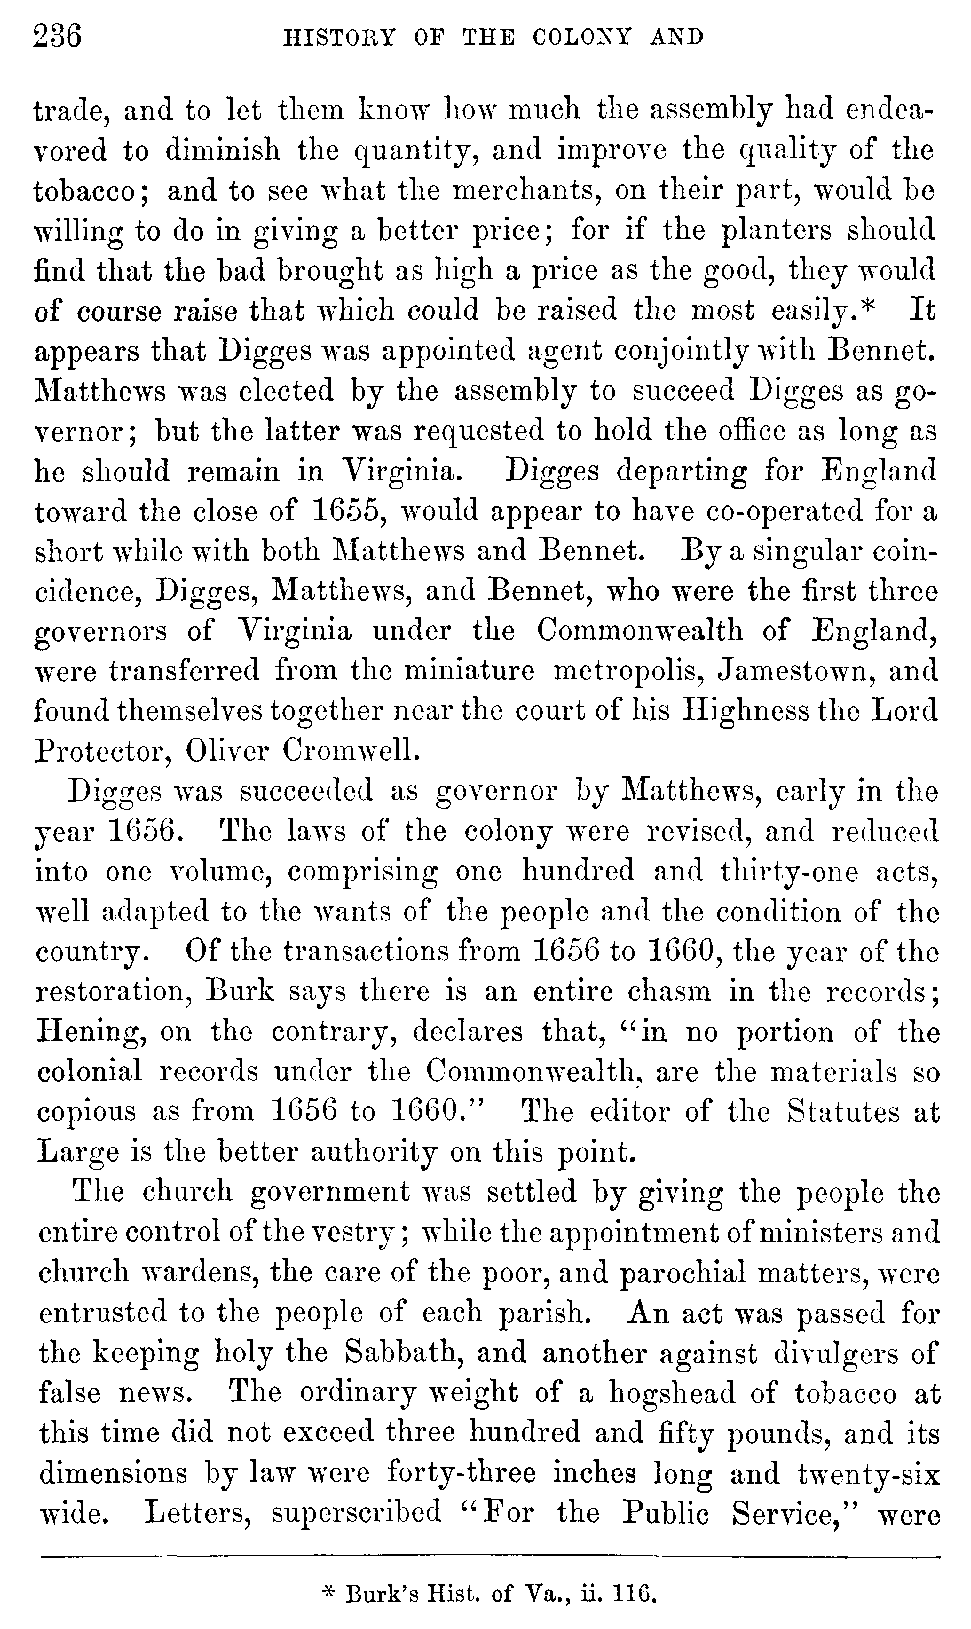 236 HISTORY OF THE COLONY AND
trade, and to let them know how much the assembly had endea-
vored to diminish the quantity, and improve the quality of the
tobacco; and to see what the merchants, on their part, would be
willing to do in giving a better price; for if the planters should
find that the bad brought as high a price as the good, they would
of course raise that which could be raised the most easily.* It
appears that Digges was appointed agent conjointly with Bennet.
Matthews was elected by the assembly to succeed Digges as go-
vernor; but the latter was requested to hold the office as long as
he should remain in Virginia. Digges departing for England
toward the close of 1655, would appear to have co-operated for a
short while with both Matthews and Bennet. By a singular coin-
cidence, Digges, Matthews, and Bennet, who were the first three
governors of Virginia under the Commonwealth of England,
were transferred from the miniature metropolis, Jamestown, and
found themselves together near the court of his Highness the Lord
Protector, Oliver Cromwell.
Digges was succeeded as governor by Matthews, early in the
year 1656. The laws of the colony were revised, and reduced
into one volume, comprising one hundred and thirty-one acts,
well adapted to the wants of the people and the condition of the
country. Of the transactions from 1656 to 1660, the year of the
restoration, Burk says there is an entire chasm in the records;
Hening, on the contrary, declares that, "in no portion of the
colonial records under the Commonwealth, are the materials so
copious as from 1656 to 1660." The editor of the Statutes at
Large is the better authority on this point.
The church government was settled by giving the people the
entire control of the vestry; while the appointment of ministers and
church wardens, the care of the poor, and parochial matters, were
entrusted to the people of each parish. An act was passed for
the keeping holy the Sabbath, and another against divulgers of
false news. The ordinary weight of a hogshead of tobacco at
this time did not exceed three hundred and fifty pounds, and its
dimensions by law were forty-three inches long and twenty-six
wide. Letters, superscribed "For the Public Service," were
* Burk's Hist. of Va., ii. 116.